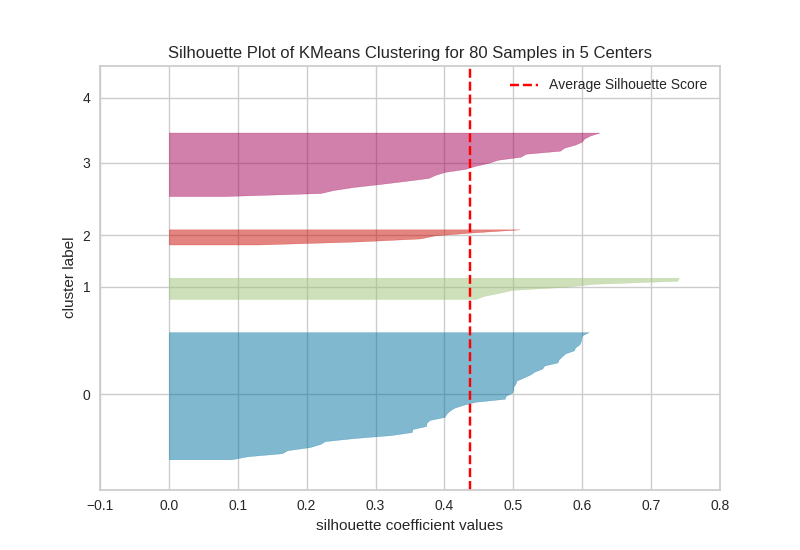 Silhouette Plot of KMeans Clustering for 80 Samples in 5 Centers
Average Silhouette Score
4
3
2
1
0
cluster label
−0.1 0.0 0.1 0.2 0.3 0.4 0.5 0.6 0.7 0.8
silhouette coefficient values